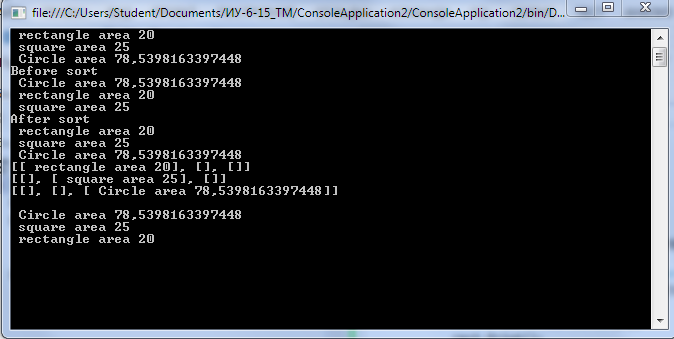 file:///C:/Users/Student/Documents/ИУ-6-15_TM/ConsoleApplication2/ConsoleApplication2/bin/D...
rectangle area 20
square area 25
Circle area 78,5398163397448
Before sort
Circle area 78,5398163397448
rectangle area 20
square area 25
After sort
rectangle area 20
square area 25
Circle area 78,5398163397448
[[ rectangle area 20], [], []]
[[], [ square area 25], []]
[[], [], [ Circle area 78,5398163397448]]
Circle area 78,5398163397448
square area 25
rectangle area 20